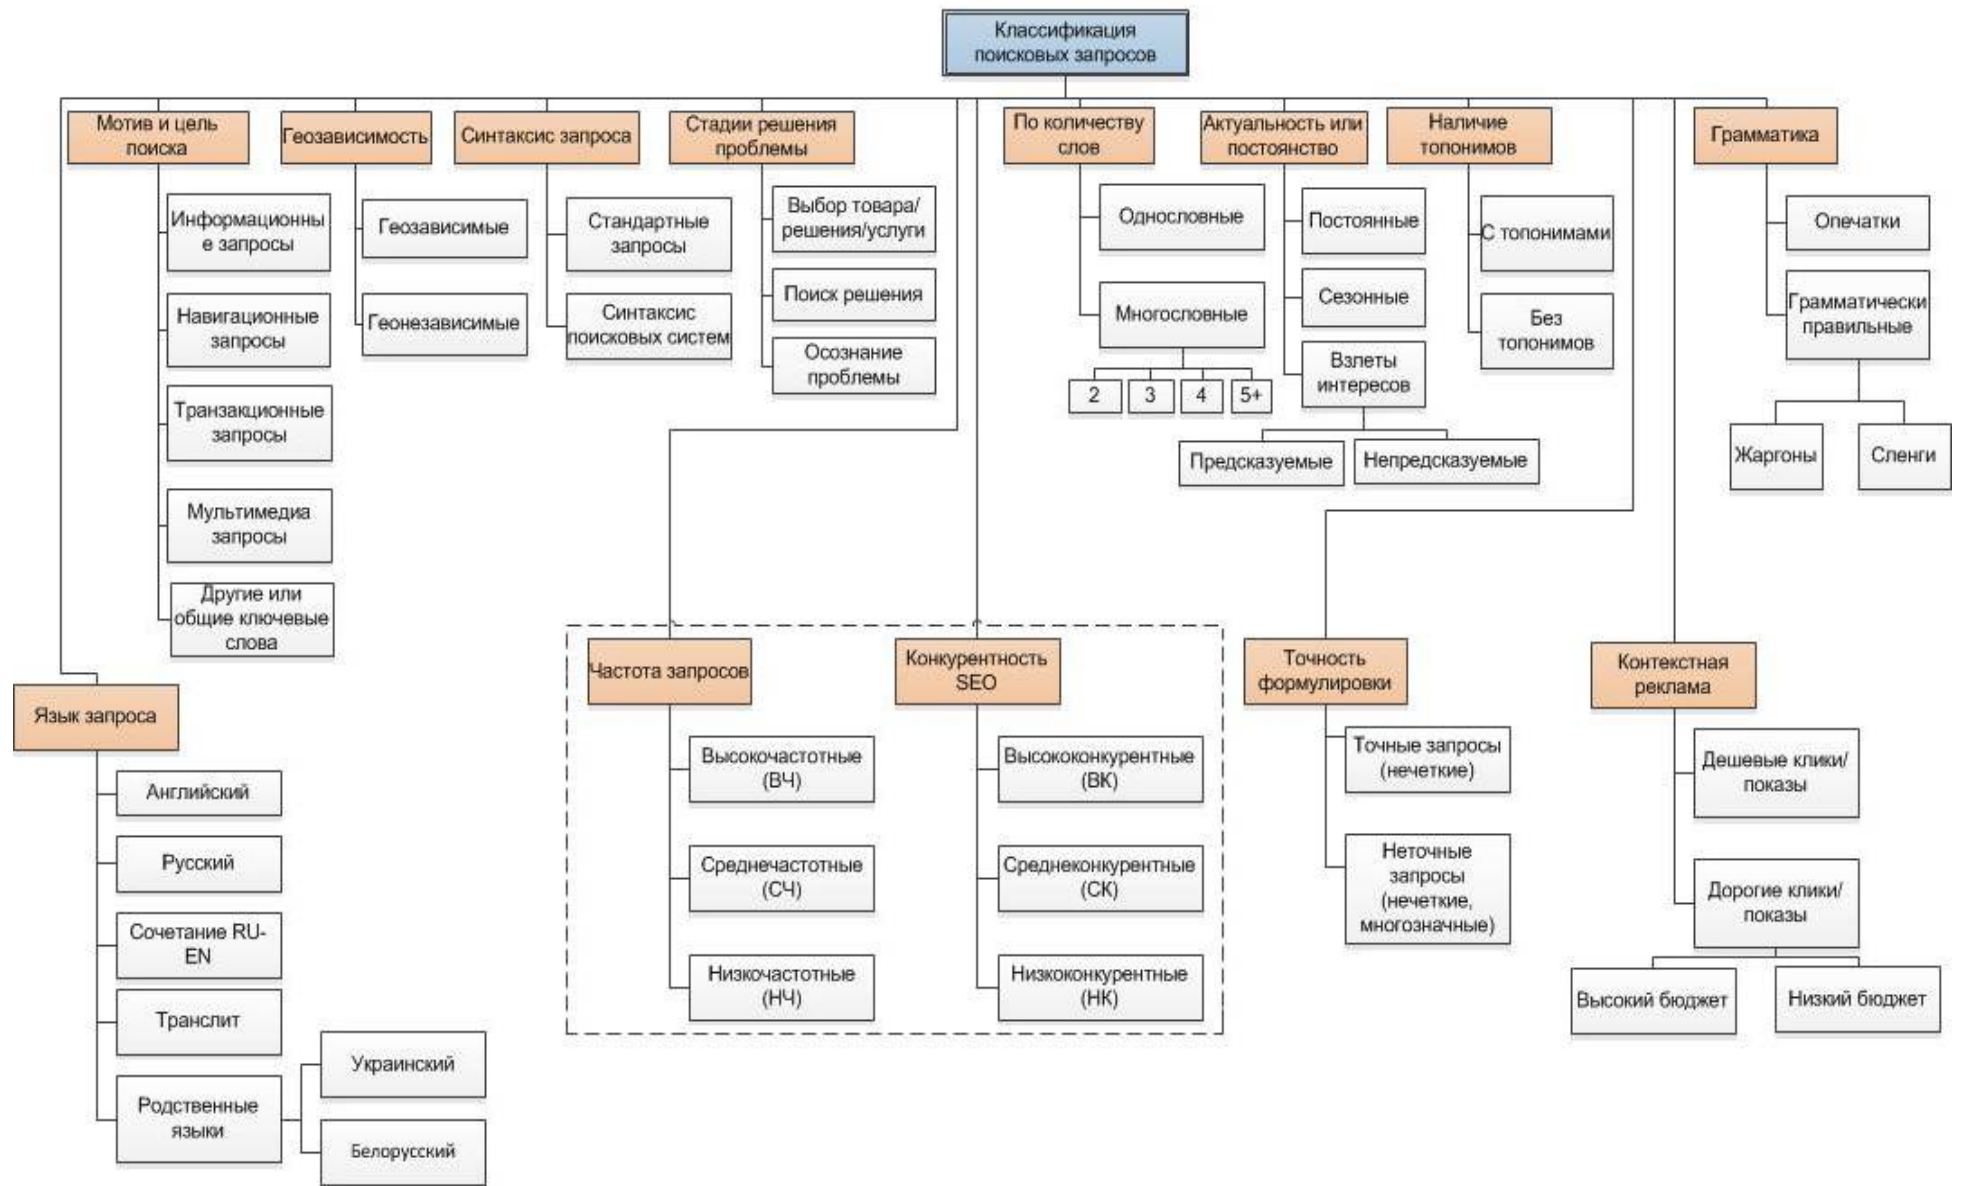 Классификация
поисковых запросов
Мотив и цель
поиска
Информационны
е запросы
Навигационные
запросы
Транзакционные
запросы
Мультимедиа
запросы
Другие или
общие ключевые
слова
Геозависимость
Геозависимые
Геонезависимые
Синтаксис запроса
Стандартные
запросы
Синтаксис
поисковых систем
Стадии решения
проблемы
Выбор товара/
решения/услуги
Поиск решения
Осознание
проблемы
По количеству
слов
Однословные
Многословные
2
3
4
5+
Актуальность или
постоянство
Постоянные
Сезонные
Взлеты
интересов
Предсказуемые
Непредсказуемые
Наличие
топонимов
С топонимами
Без
топонимов
Грамматика
Опечатки
Грамматически
правильные
Жаргоны
Сленги
Язык запроса
Английский
Русский
Сочетание RU-
EN
Транслит
Родственные
языки
Украинский
Белорусский
Частота запросов
Высокочастотные
(ВЧ)
Среднечастотные
(СЧ)
Низкочастотные
(НЧ)
Конкурентность
SEO
Высококонкурентные
(ВК)
Среднеконкурентные
(СК)
Низкоконкурентные
(НК)
Точность
формулировки
Точные запросы
(нечеткие)
Неточные
запросы
(нечеткие,
многозначные)
Контекстная
реклама
Дешевые клики/
показы
Дорогие клики/
показы
Высокий бюджет
Низкий бюджет